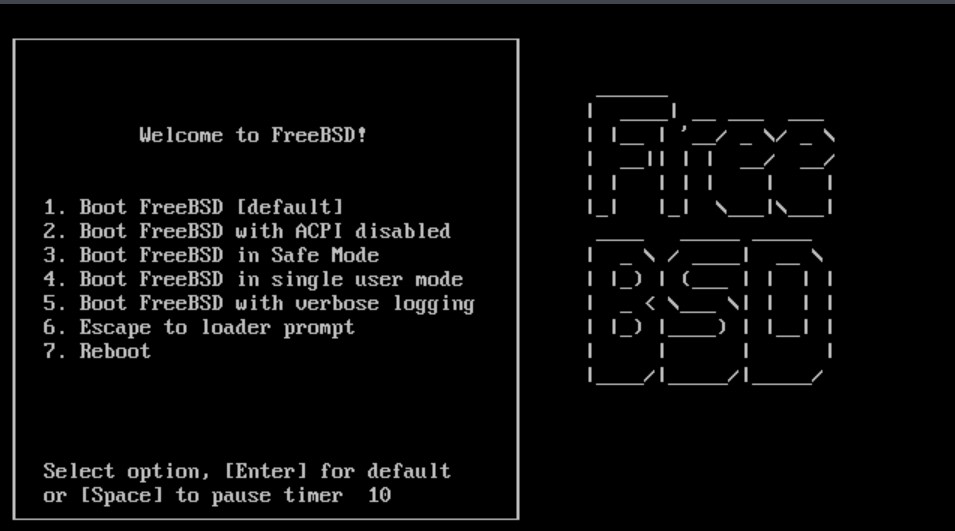 Welcome to FreeBSD!
1. Boot FreeBSD [default]
2. Boot FreeBSD with ACPI disabled
3. Boot FreeBSD in Safe Mode
4. Boot FreeBSD in single user mode
5. Boot FreeBSD with verbose logging
6. Escape to loader prompt
7. Reboot
Select option, [Enter] for default
or [Space] to pause timer  10
Free
BSD